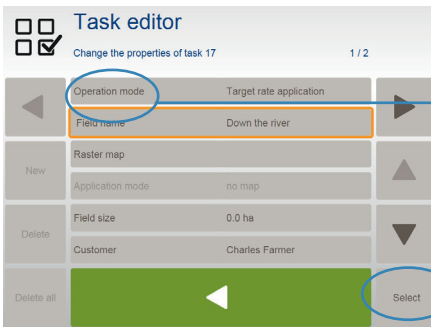 Task editor
Change the properties of task 17 1 / 2
Operation mode Target rate application
Field name Down the river
Raster map
New
Application mode no map
Field size 0.0 ha
Delete
Customer Charles Farmer
Delete all Select